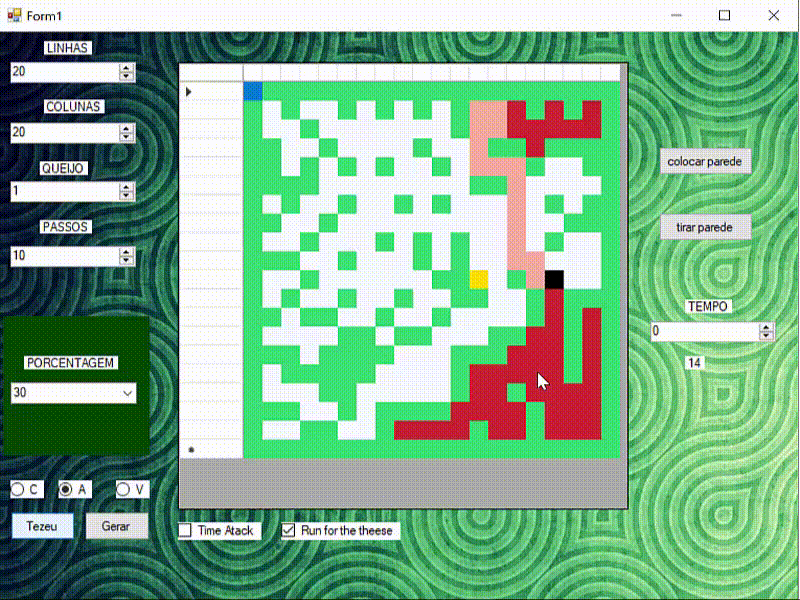 Form1
LINHAS
20
COLUNAS
20
QUEIJO
1
PASSOS
10
PORCENTAGEM
30
C A V
Tezeu Gerar
Time Atack Run for the theese
colocar parede
tirar parede
TEMPO
0
14